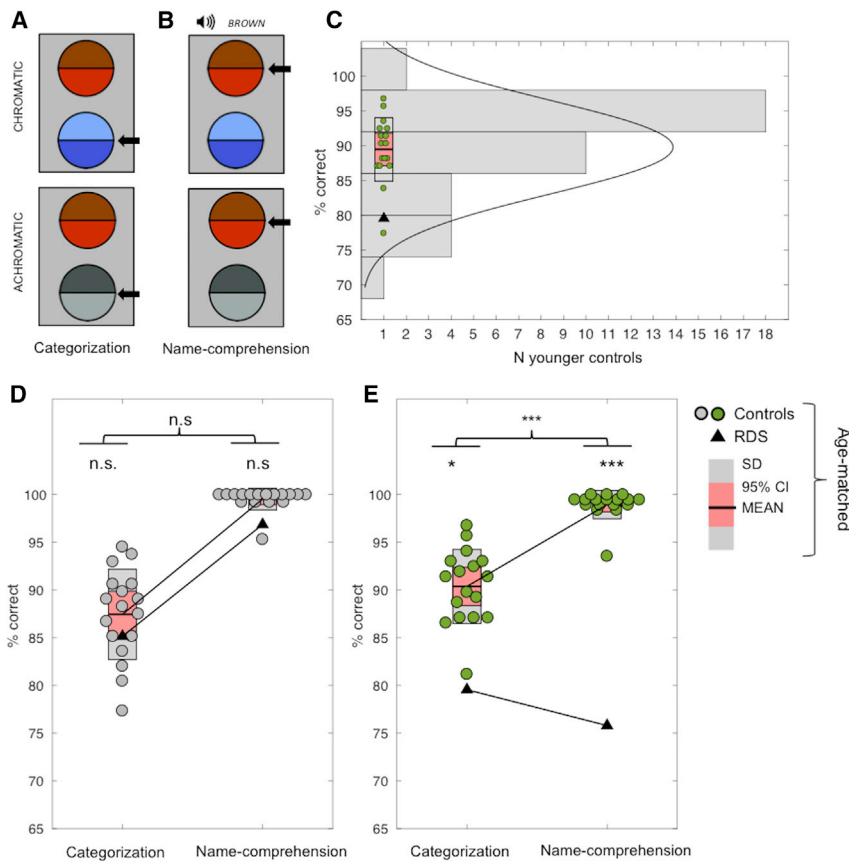 A
B
BROWN
CHROMATIC
ACHROMATIC
Categorization
Name-comprehension
C
% correct
100
95
90
85
80
75
70
65
1 2 3 4 5 6 7 8 9 10 11 12 13 14 15 16 17 18
N younger controls
D
n.s
n.s.
n.s
% correct
100
95
90
85
80
75
70
65
Categorization
Name-comprehension
E
***
*
***
% correct
100
95
90
85
80
75
70
65
Categorization
Name-comprehension
Controls
RDS
SD
95% CI
MEAN
Age-matched